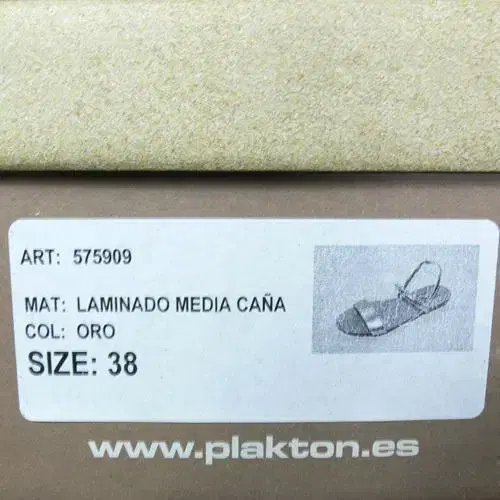 ART: 575909
MAT: LAMINADO MEDIA CAÑA
COL: ORO
SIZE: 38
www.plakton.es